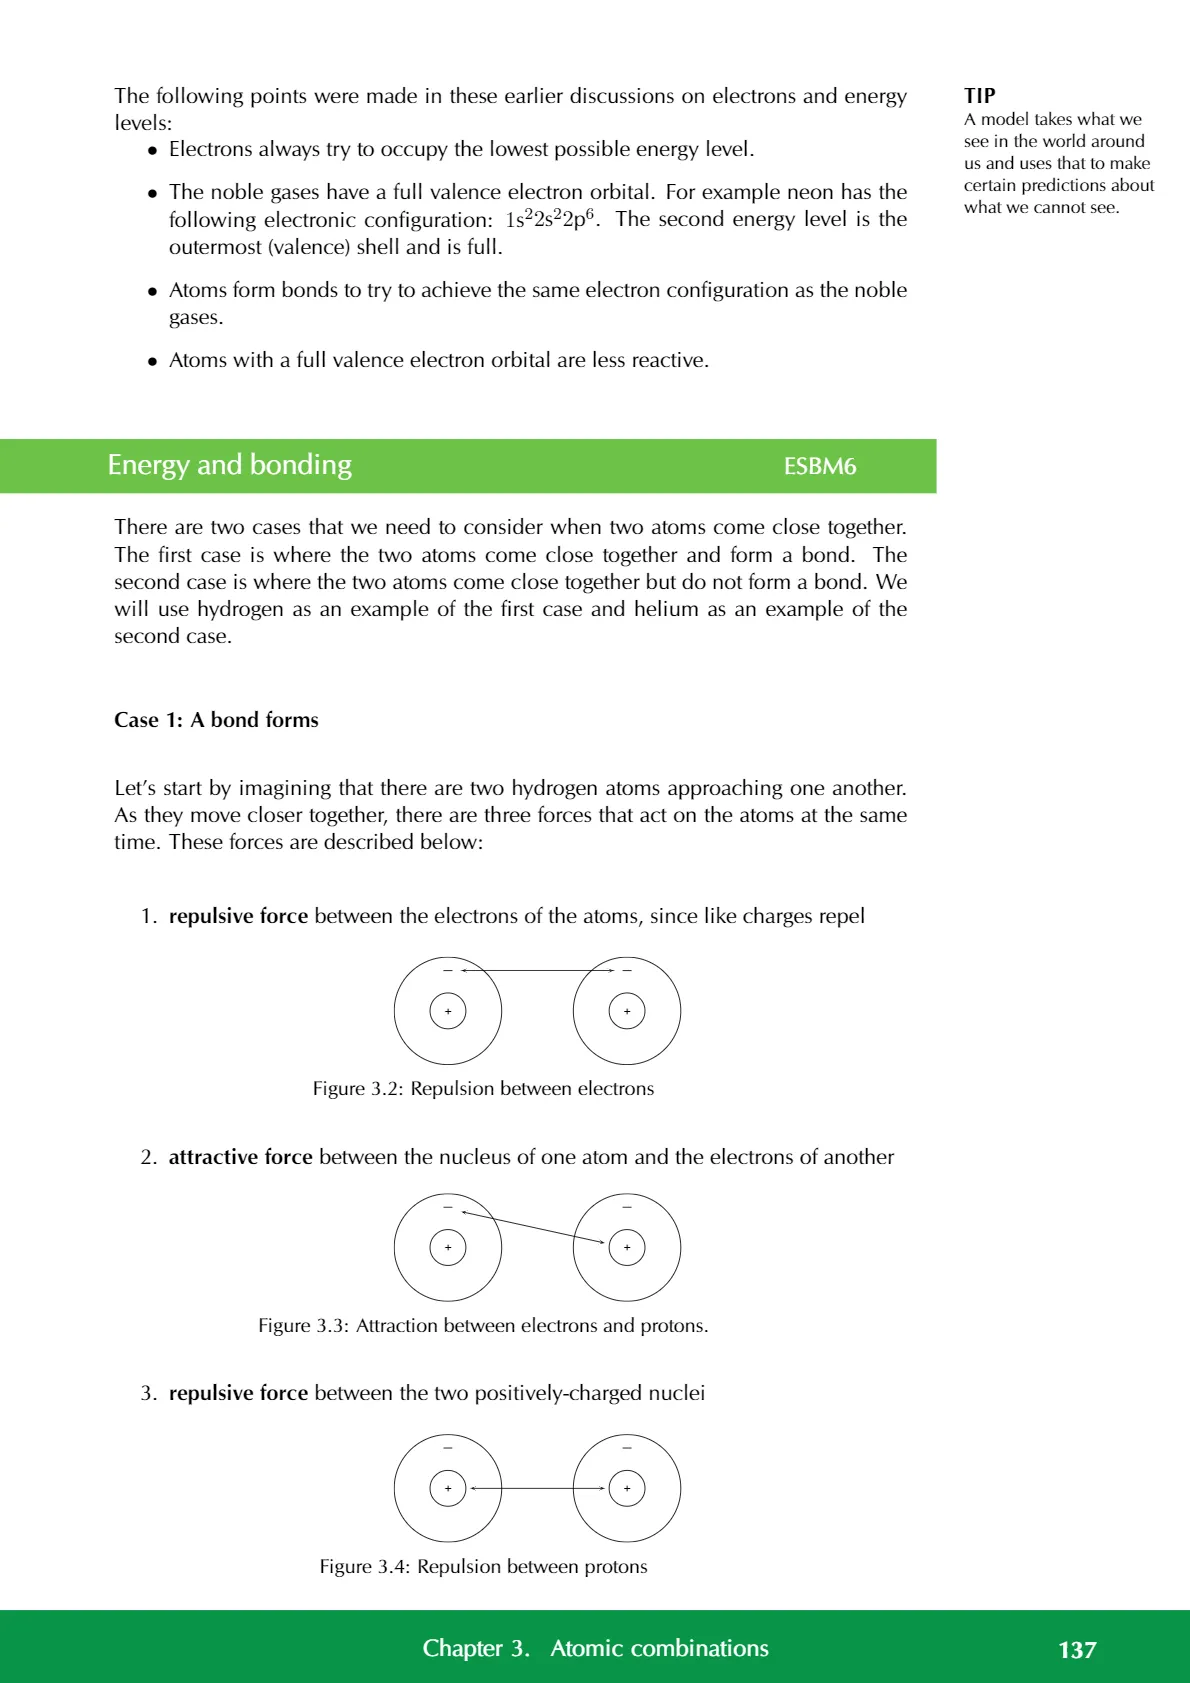 The following points were made in these earlier discussions on electrons and energy
levels:
• Electrons always try to occupy the lowest possible energy level.
• The noble gases have a full valence electron orbital. For example neon has the
following electronic configuration: 1s²2s²2p⁶. The second energy level is the
outermost (valence) shell and is full.
• Atoms form bonds to try to achieve the same electron configuration as the noble
gases.
• Atoms with a full valence electron orbital are less reactive.
TIP
A model takes what we
see in the world around
us and uses that to make
certain predictions about
what we cannot see.
Energy and bonding ESBM6
There are two cases that we need to consider when two atoms come close together.
The first case is where the two atoms come close together and form a bond. The
second case is where the two atoms come close together but do not form a bond. We
will use hydrogen as an example of the first case and helium as an example of the
second case.
Case 1: A bond forms
Let's start by imagining that there are two hydrogen atoms approaching one another.
As they move closer together, there are three forces that act on the atoms at the same
time. These forces are described below:
1. repulsive force between the electrons of the atoms, since like charges repel
− −
+ +
Figure 3.2: Repulsion between electrons
2. attractive force between the nucleus of one atom and the electrons of another
− −
+ +
Figure 3.3: Attraction between electrons and protons.
3. repulsive force between the two positively-charged nuclei
− −
+ +
Figure 3.4: Repulsion between protons
Chapter 3. Atomic combinations 137